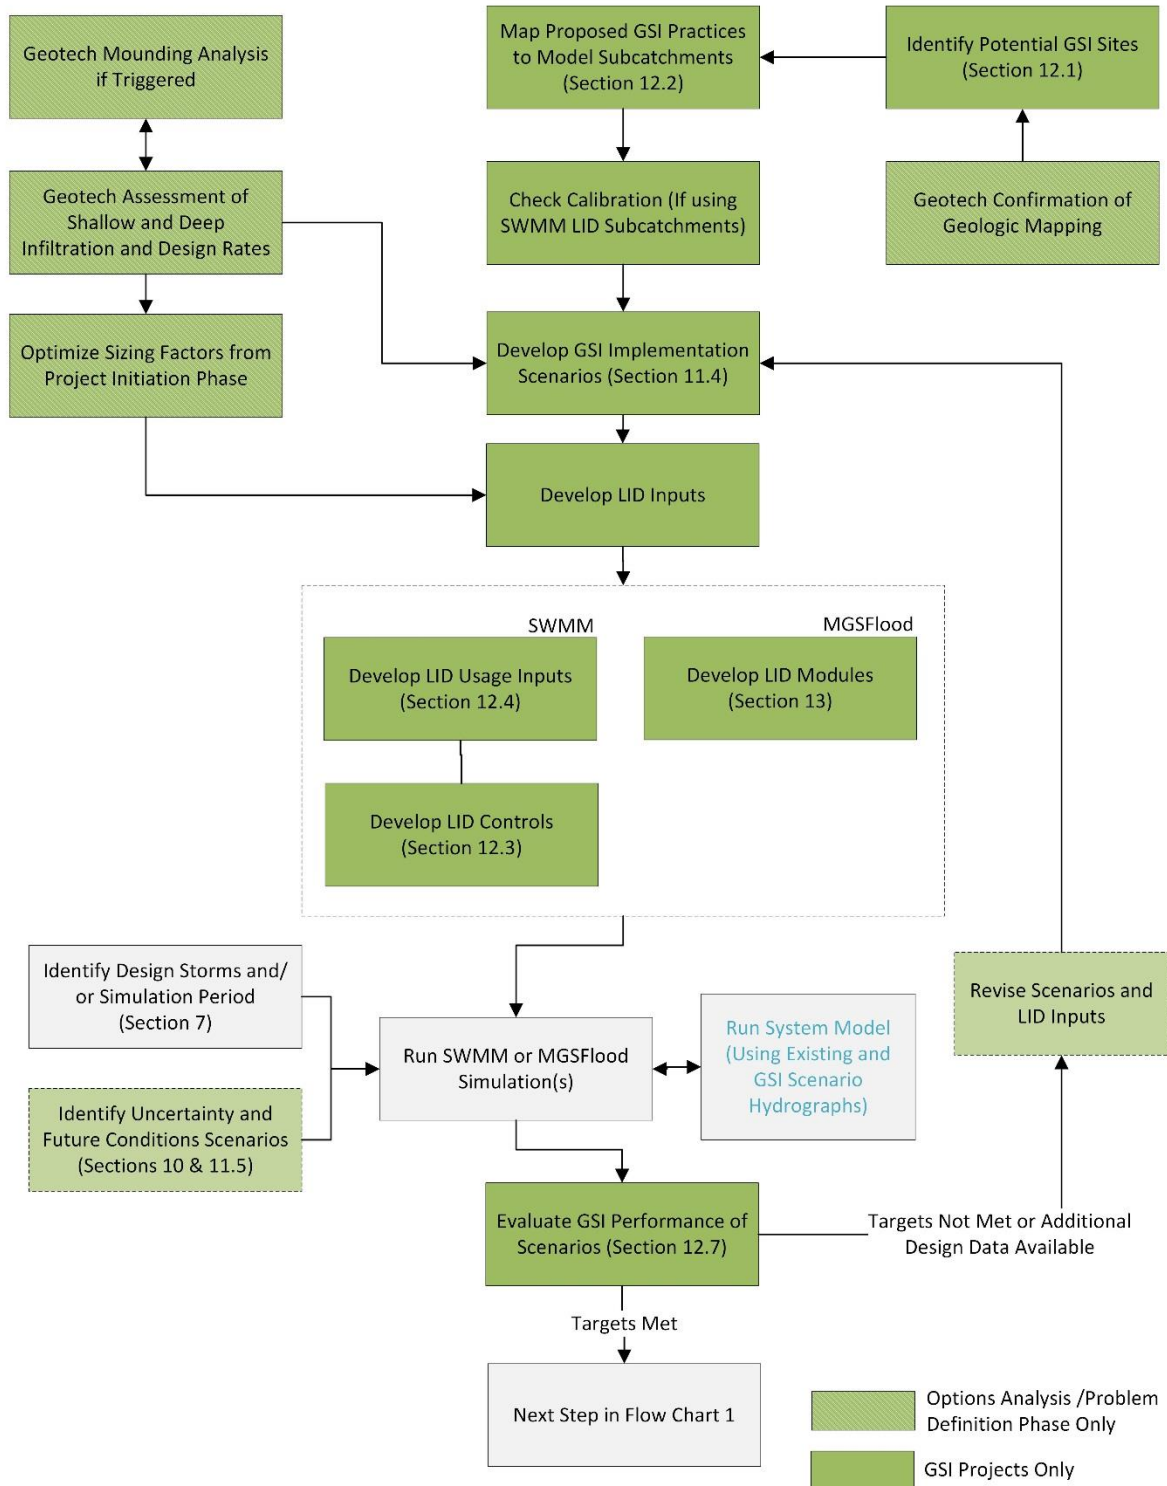 Geotech Mounding Analysis
if Triggered
Map Proposed GSI Practices
to Model Subcatchments
(Section 12.2)
Identify Potential GSI Sites
(Section 12.1)
Geotech Assessment of
Shallow and Deep
Infiltration and Design Rates
Check Calibration (If using
SWMM LID Subcatchments)
Geotech Confirmation of
Geologic Mapping
Optimize Sizing Factors from
Project Initiation Phase
Develop GSI Implementation
Scenarios (Section 11.4)
Develop LID Inputs
SWMM
MGSFlood
Develop LID Usage Inputs
(Section 12.4)
Develop LID Modules
(Section 13)
Develop LID Controls
(Section 12.3)
Identify Design Storms and/
or Simulation Period
(Section 7)
Revise Scenarios and
LID Inputs
Run SWMM or MGSFlood
Simulation(s)
Run System Model
(Using Existing and
GSI Scenario
Hydrographs)
Identify Uncertainty and
Future Conditions Scenarios
(Sections 10 & 11.5)
Evaluate GSI Performance of
Scenarios (Section 12.7)
Targets Not Met or Additional
Design Data Available
Targets Met
Next Step in Flow Chart 1
Options Analysis /Problem
Definition Phase Only
GSI Projects Only